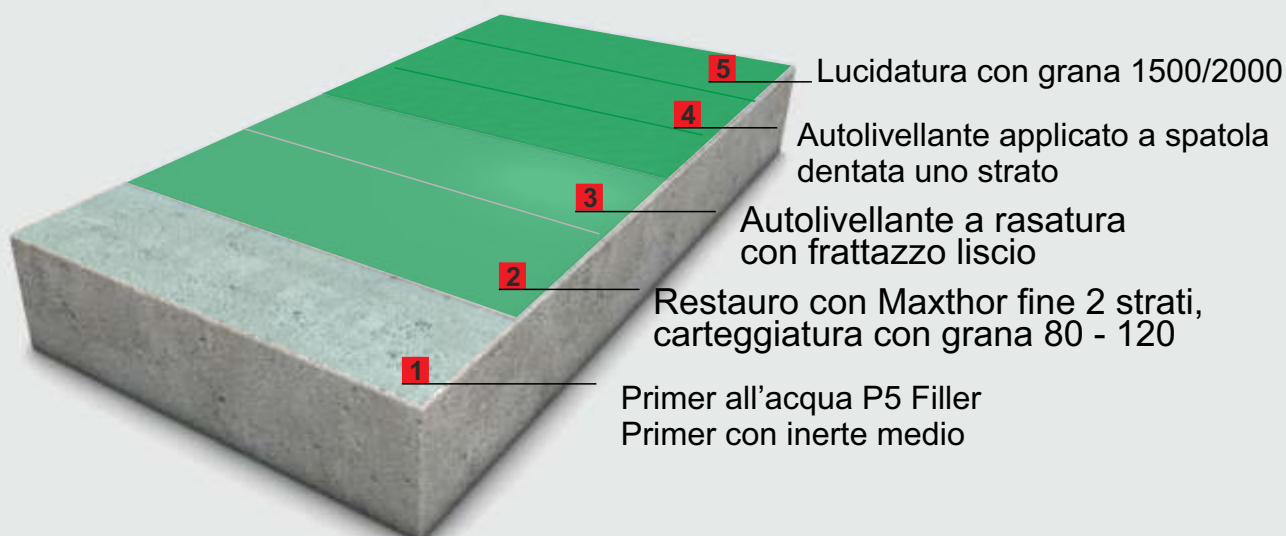 5 Lucidatura con grana 1500/2000
4 Autolivellante applicato a spatola
dentata uno strato
3 Autolivellante a rasatura
con frattazzo liscio
2 Restauro con Maxthor fine 2 strati,
carteggiatura con grana 80 - 120
1 Primer all’acqua P5 Filler
Primer con inerte medio